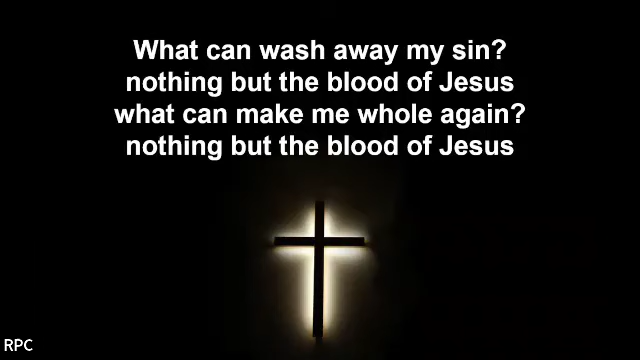 What can wash away my sin?
nothing but the blood of Jesus
what can make me whole again?
nothing but the blood of Jesus
RPC